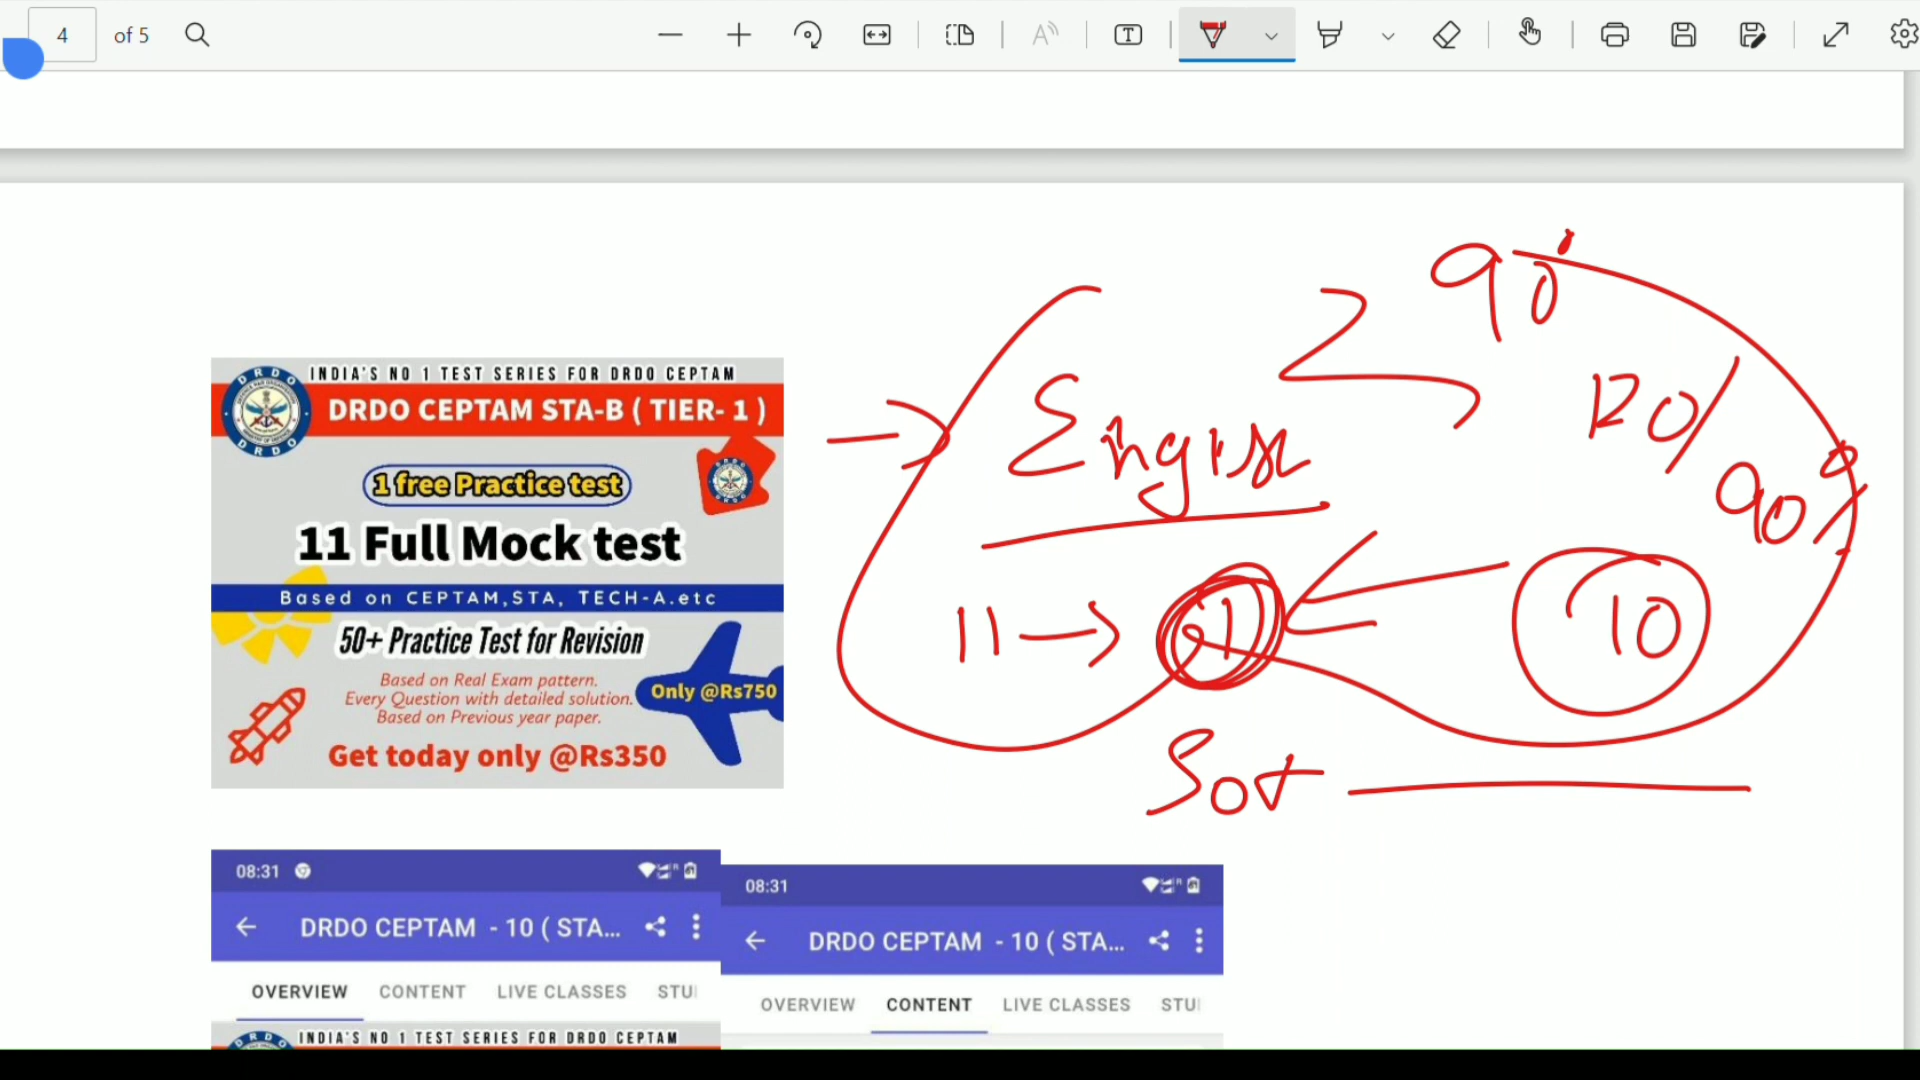 4 of 5
INDIA'S NO 1 TEST SERIES FOR DRDO CEPTAM
DRDO CEPTAM STA-B ( TIER- 1 )
1 free Practice test
11 Full Mock test
Based on CEPTAM,STA, TECH-A.etc
50+ Practice Test for Revision
Based on Real Exam pattern.
Every Question with detailed solution.
Based on Previous year paper.
Only @Rs750
Get today only @Rs350
90
120/
90
11
1
10
08:31
DRDO CEPTAM - 10 ( STA...
OVERVIEW CONTENT LIVE CLASSES STU
INDIA'S NO 1 TEST SERIES FOR DRDO CEPTAM
08:31
DRDO CEPTAM - 10 ( STA...
OVERVIEW CONTENT LIVE CLASSES STU